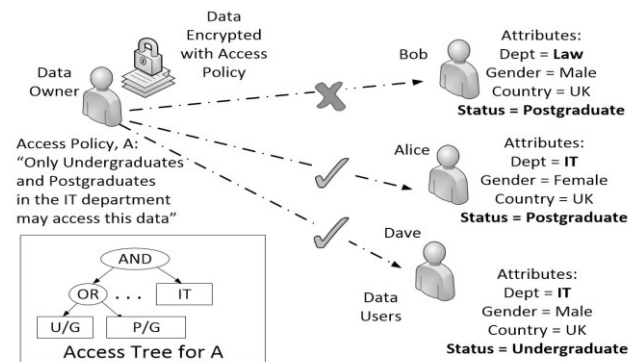 Data
Encrypted
with Access
Policy
Data
Owner
Access Policy, A:
“Only Undergraduates
and Postgraduates
in the IT department
may access this data”
Bob
Attributes:
Dept = Law
Gender = Male
Country = UK
Status = Postgraduate
Alice
Attributes:
Dept = IT
Gender = Female
Country = UK
Status = Postgraduate
Dave
Data
Users
Attributes:
Dept = IT
Gender = Male
Country = UK
Status = Undergraduate
AND
OR . . . IT
U/G P/G
Access Tree for A